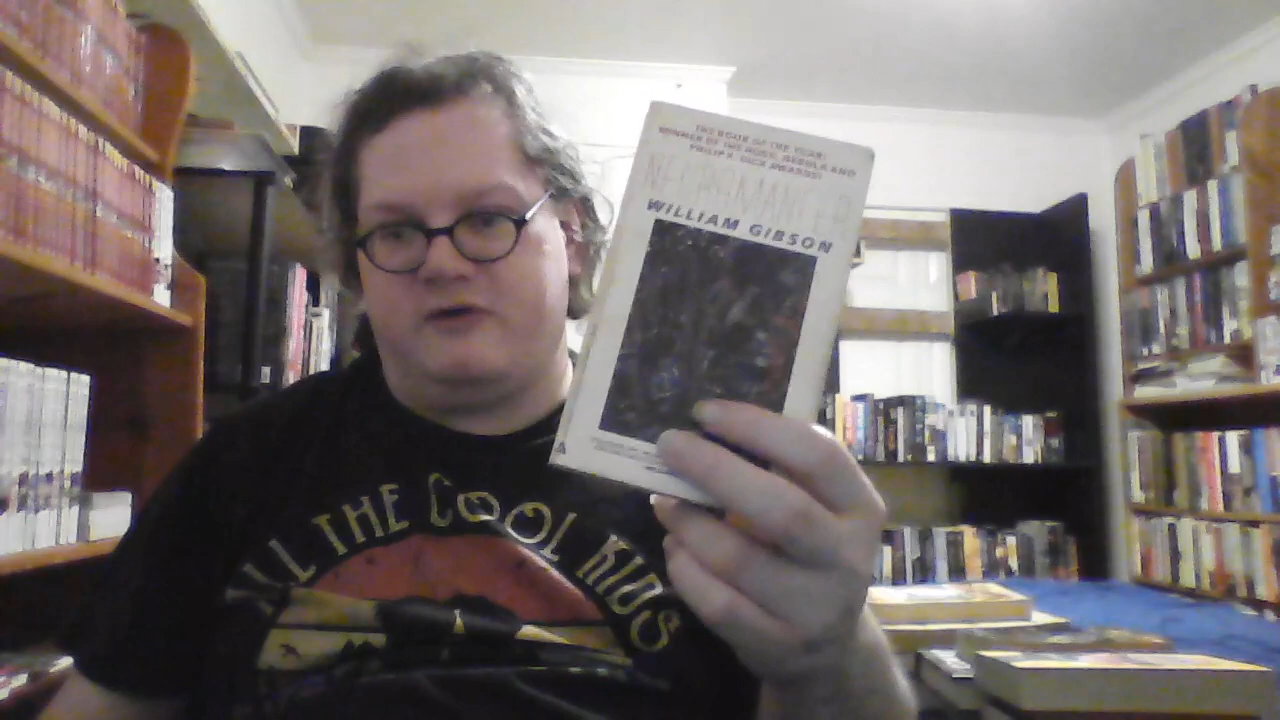 THE BOOK OF THE YEAR:
WINNER OF THE HUGO, NEBULA AND
PHILIP K. DICK AWARDS!
NEUROMANCER
WILLIAM GIBSON
ALL THE COOL KIDS